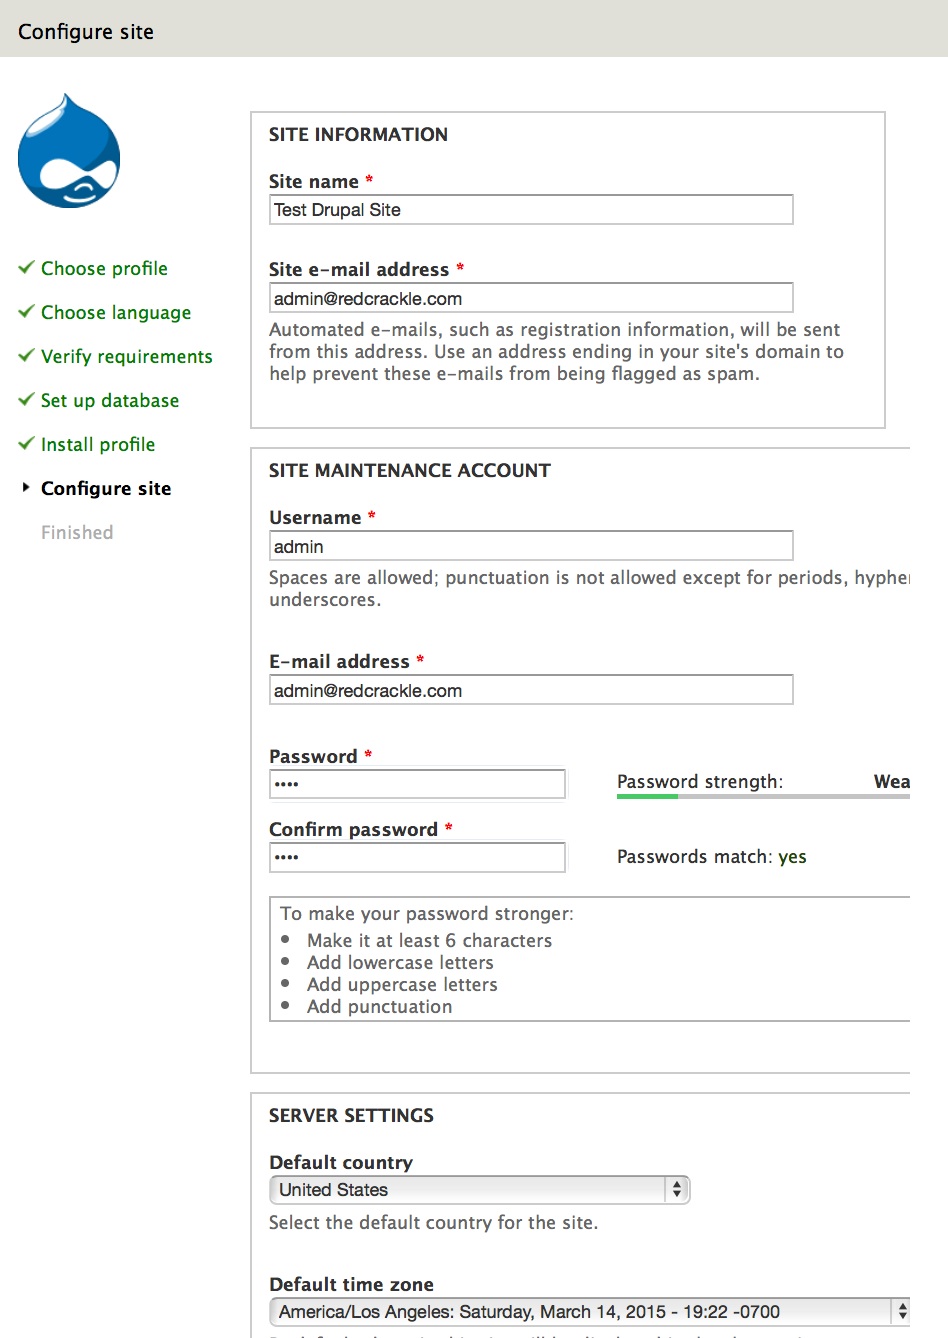 Configure site
Choose profile
Choose language
Verify requirements
Set up database
Install profile
Configure site
Finished
SITE INFORMATION
Site name *
Test Drupal Site
Site e-mail address *
admin@redcrackle.com
Automated e-mails, such as registration information, will be sent
from this address. Use an address ending in your site's domain to
help prevent these e-mails from being flagged as spam.
SITE MAINTENANCE ACCOUNT
Username *
admin
Spaces are allowed; punctuation is not allowed except for periods,
underscores.
E-mail address *
admin@redcrackle.com
Password *
••••
Password strength:
Confirm password *
••••
Passwords match: yes
To make your password stronger:
• Make it at least 6 characters
• Add lowercase letters
• Add uppercase letters
• Add punctuation
SERVER SETTINGS
Default country
United States
Select the default country for the site.
Default time zone
America/Los Angeles: Saturday, March 14, 2015 - 19:22 -0700